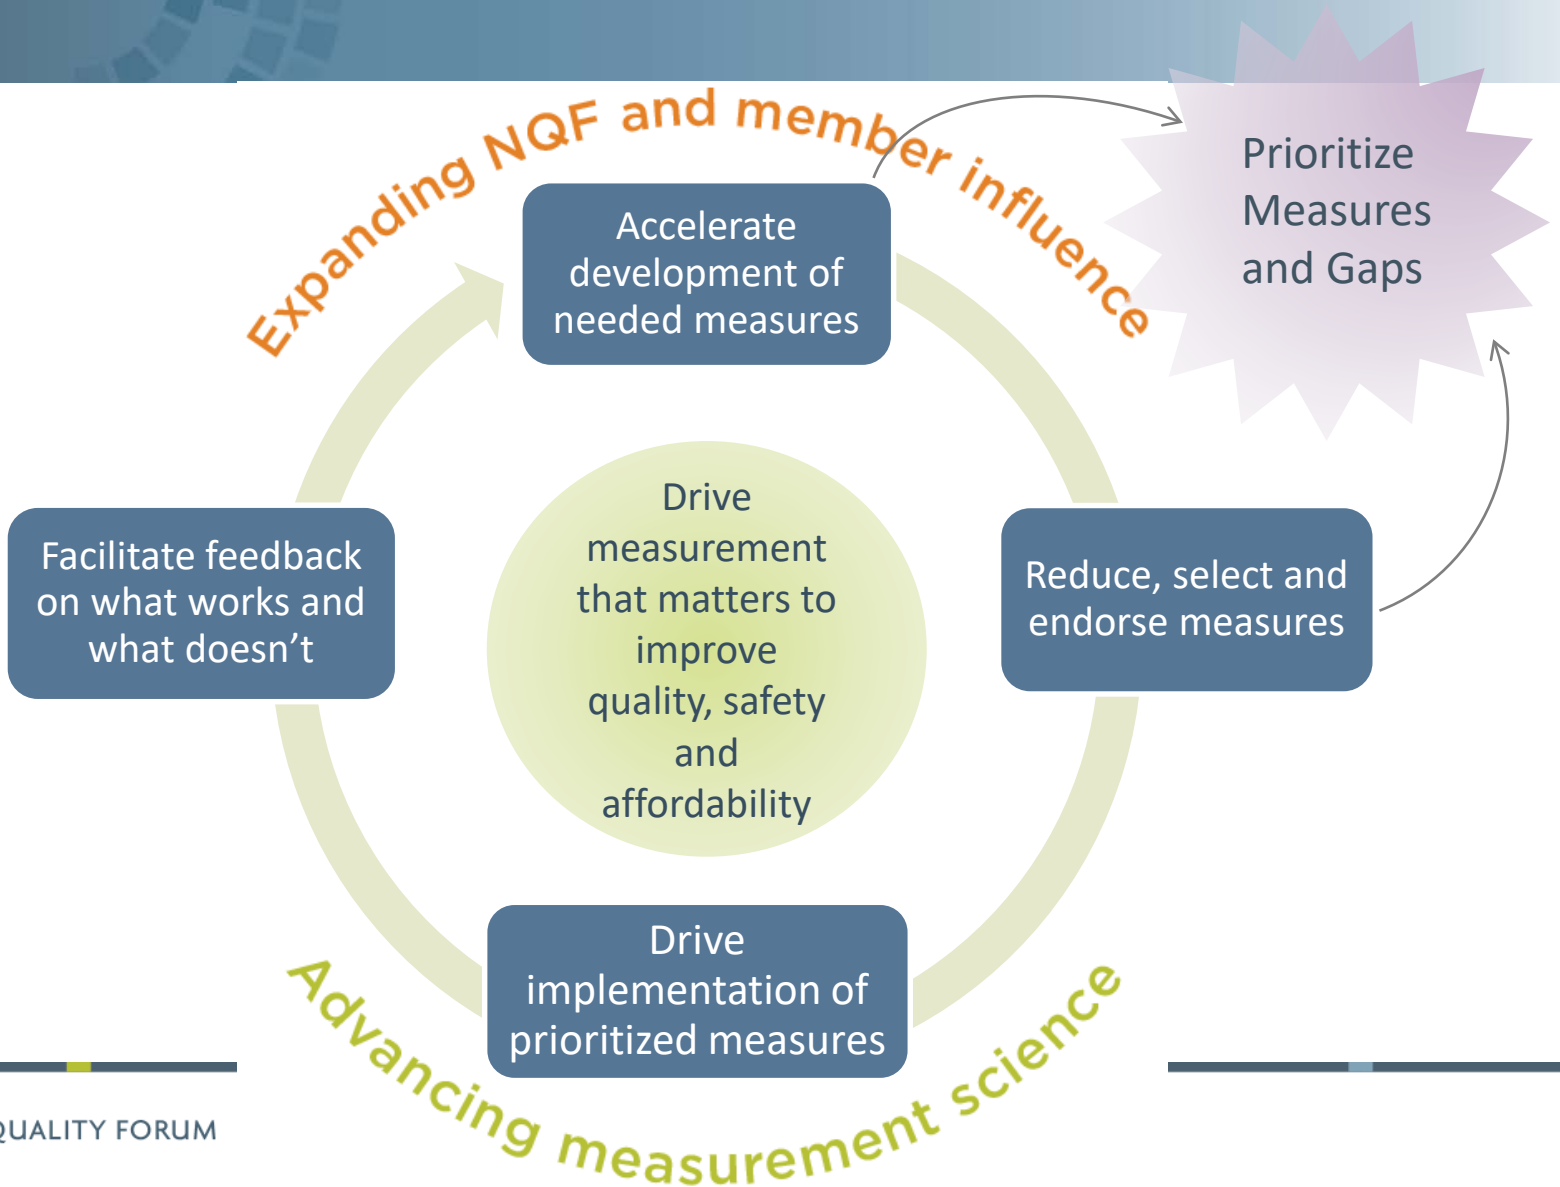 Expanding NQF and member influence
Prioritize
Measures
and Gaps
Accelerate
development of
needed measures
Drive
measurement
that matters to
improve
quality, safety
and
affordability
Facilitate feedback
on what works and
what doesn’t
Reduce, select and
endorse measures
Drive
implementation of
prioritized measures
Advancing measurement science
QUALITY FORUM